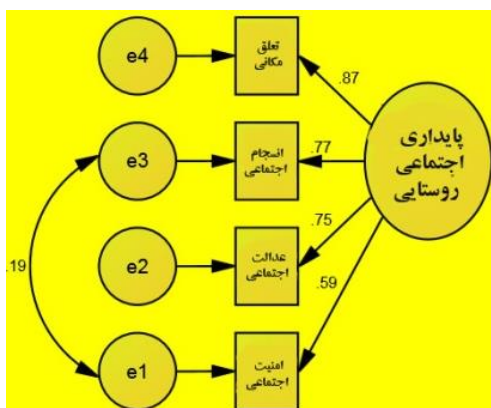 e4
تعلق
مکانی
.87
e3
انسجام
اجتماعی
.77
پایداری
اجتماعی
روستایی
.19
e2
عدالت
اجتماعی
.75
.59
e1
امنیت
اجتماعی